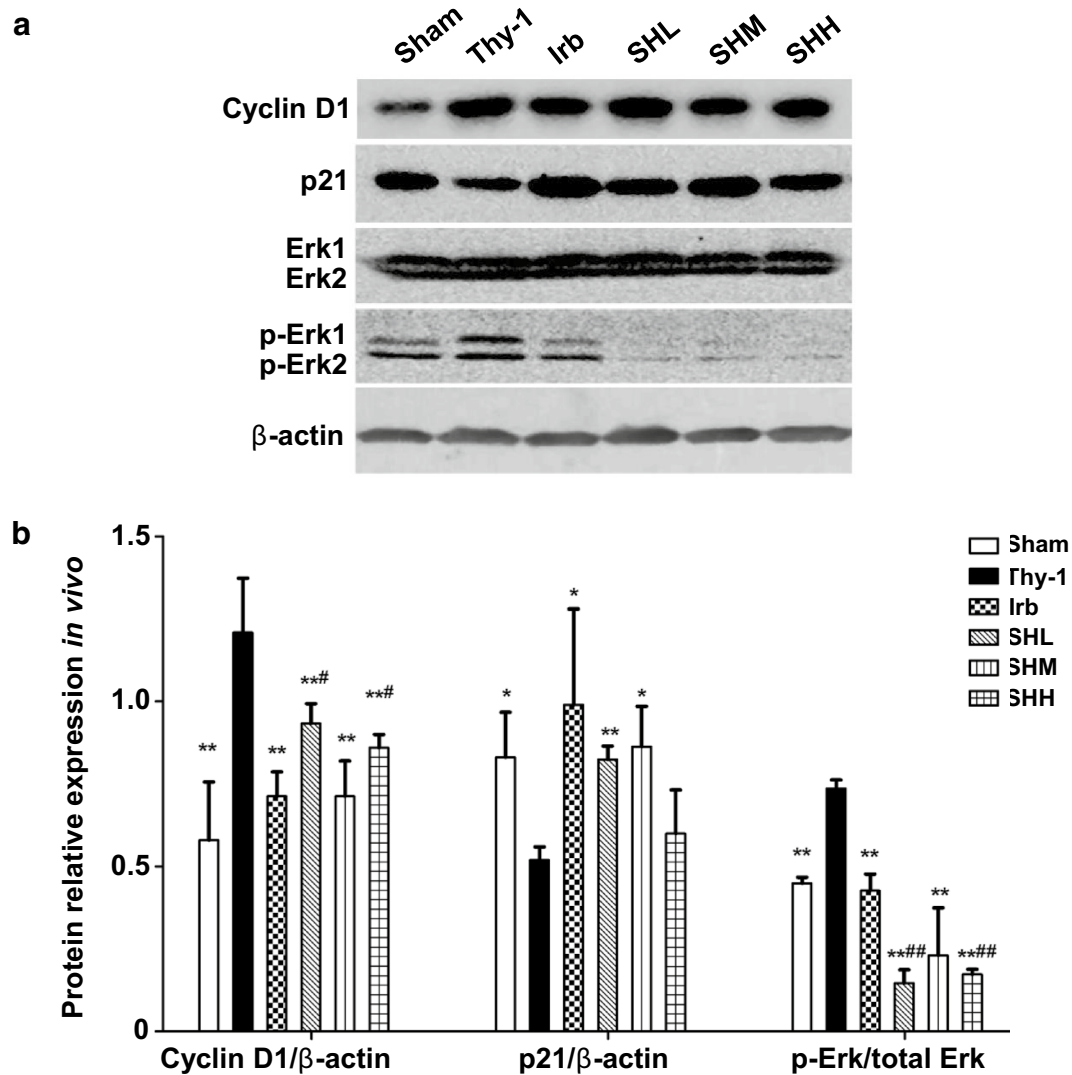 a
Sham Thy-1 Irb SHL SHM SHH
Cyclin D1
p21
Erk1
Erk2
p-Erk1
p-Erk2
β-actin
b
Protein relative expression in vivo
1.5
1.0
0.5
0
** ** **# ** **#
* * ** *
** ** **## ** **##
Cyclin D1/β-actin p21/β-actin p-Erk/total Erk
Sham
Thy-1
Irb
SHL
SHM
SHH